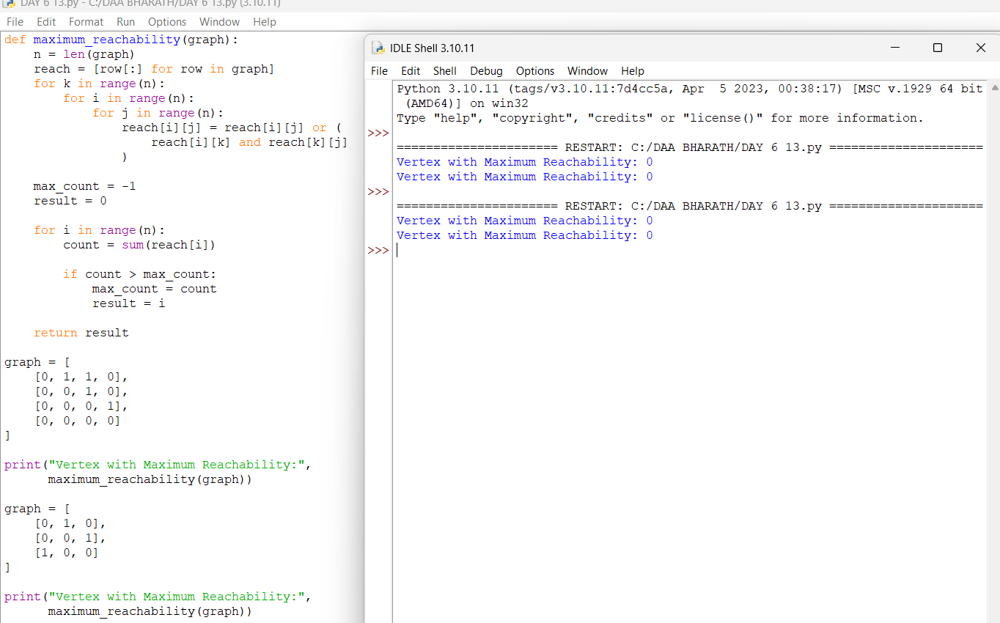 DAY 6 13.py - C:/DAA BHARATH/DAY 6 13.py (3.10.11)
File Edit Format Run Options Window Help
def maximum_reachability(graph):
    n = len(graph)
    reach = [row[:] for row in graph]
    for k in range(n):
        for i in range(n):
            for j in range(n):
                reach[i][j] = reach[i][j] or (
                    reach[i][k] and reach[k][j]
                )
    max_count = -1
    result = 0
    for i in range(n):
        count = sum(reach[i])
        if count > max_count:
            max_count = count
            result = i
    return result
graph = [
    [0, 1, 1, 0],
    [0, 0, 1, 0],
    [0, 0, 0, 1],
    [0, 0, 0, 0]
]
print("Vertex with Maximum Reachability:",
      maximum_reachability(graph))
graph = [
    [0, 1, 0],
    [0, 0, 1],
    [1, 0, 0]
]
print("Vertex with Maximum Reachability:",
      maximum_reachability(graph))
IDLE Shell 3.10.11
File Edit Shell Debug Options Window Help
Python 3.10.11 (tags/v3.10.11:7d4cc5a, Apr  5 2023, 00:38:17) [MSC v.1929 64 bit
 (AMD64)] on win32
Type "help", "copyright", "credits" or "license()" for more information.
>>>
====================== RESTART: C:/DAA BHARATH/DAY 6 13.py =====================
Vertex with Maximum Reachability: 0
Vertex with Maximum Reachability: 0
>>>
====================== RESTART: C:/DAA BHARATH/DAY 6 13.py =====================
Vertex with Maximum Reachability: 0
Vertex with Maximum Reachability: 0
>>>